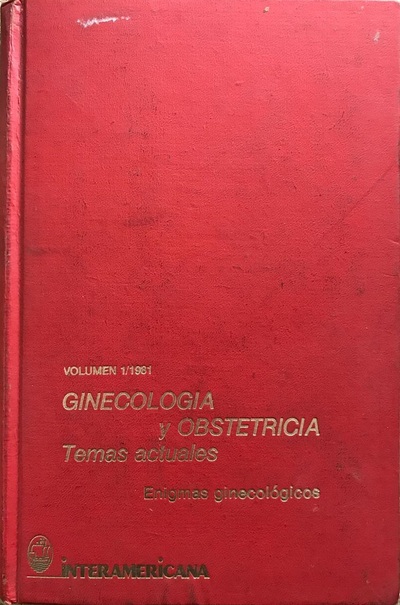 VOLUMEN 1/1981
GINECOLOGIA
y OBSTETRICIA
Temas actuales
Enigmas ginecológicos
INTERAMERICANA